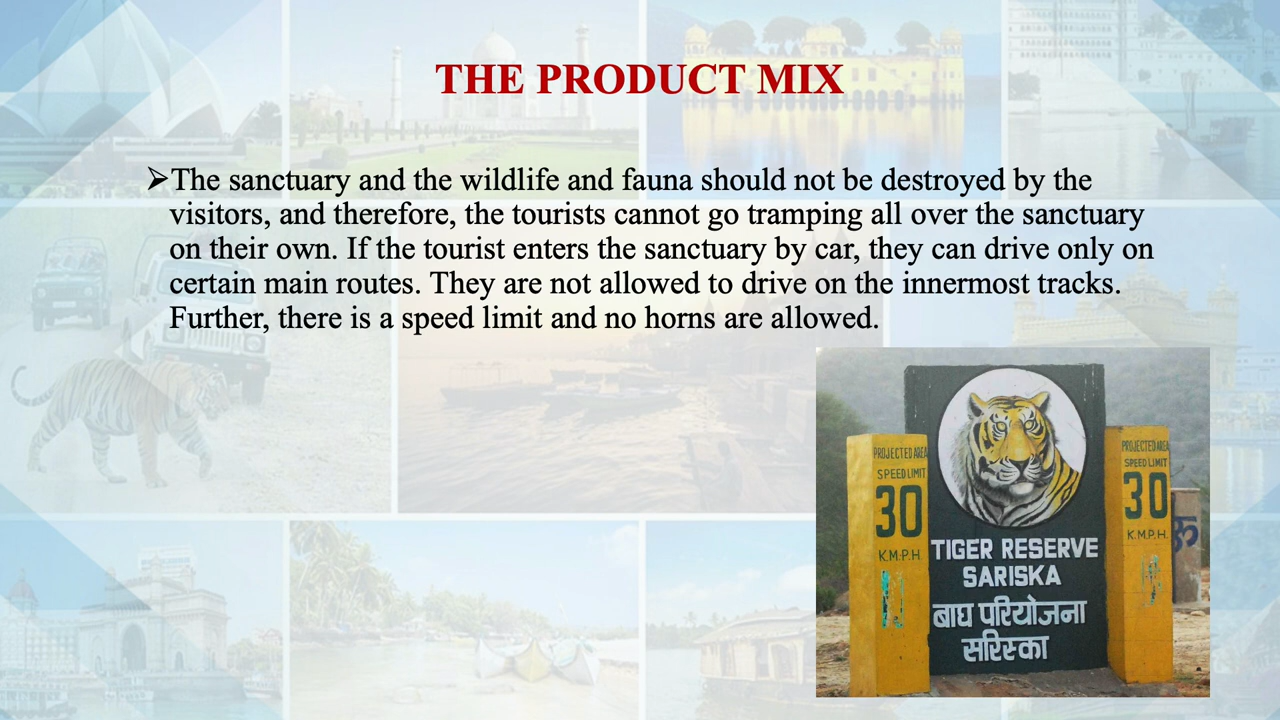 THE PRODUCT MIX
➢The sanctuary and the wildlife and fauna should not be destroyed by the
visitors, and therefore, the tourists cannot go tramping all over the sanctuary
on their own. If the tourist enters the sanctuary by car, they can drive only on
certain main routes. They are not allowed to drive on the innermost tracks.
Further, there is a speed limit and no horns are allowed.
PROJECTED AREA
SPEED LIMIT
30
K.M.P.H.
TIGER RESERVE
SARISKA
बाघ परियोजना
सरिस्का
PROJECTED AREA
SPEED LIMIT
30
K.M.P.H.